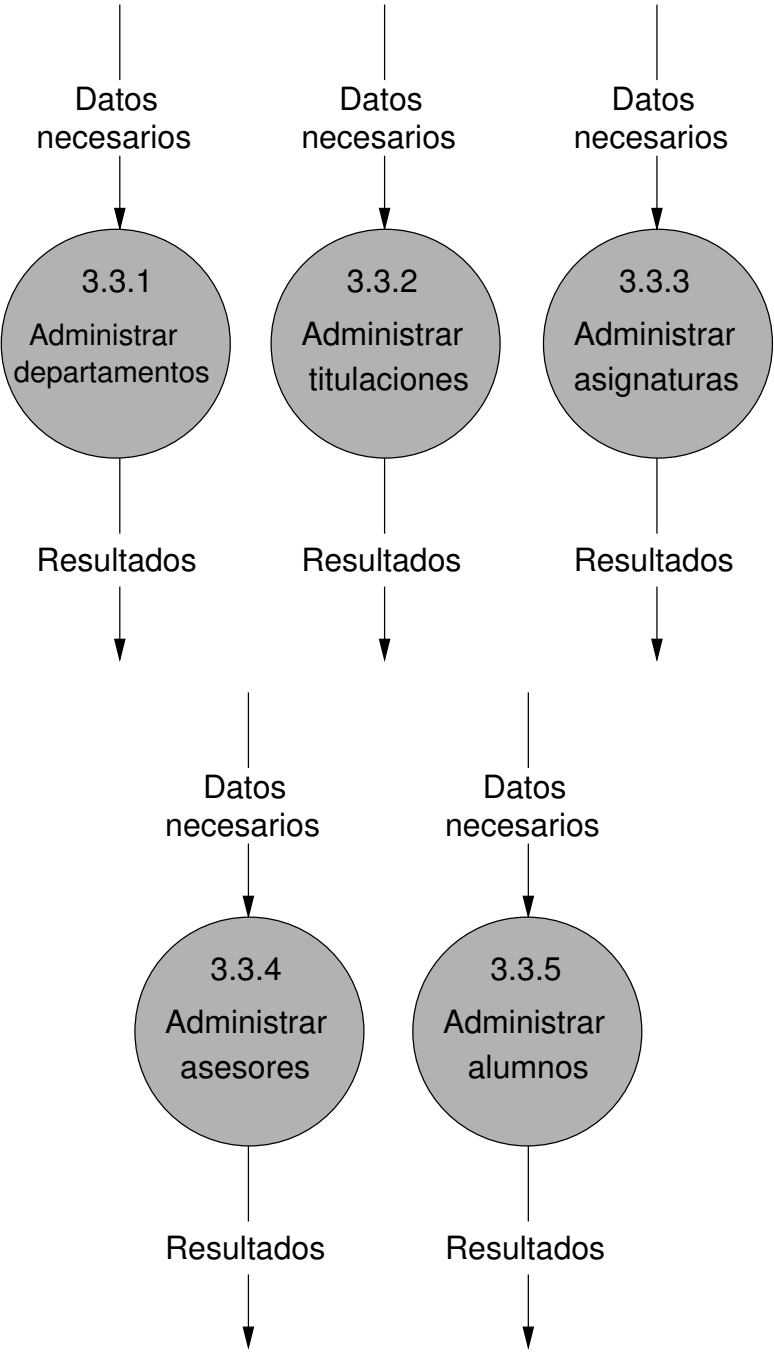 Datos
necesarios
Datos
necesarios
Datos
necesarios
3.3.1
Administrar
departamentos
3.3.2
Administrar
titulaciones
3.3.3
Administrar
asignaturas
Resultados
Resultados
Resultados
Datos
necesarios
Datos
necesarios
3.3.4
Administrar
asesores
3.3.5
Administrar
alumnos
Resultados
Resultados